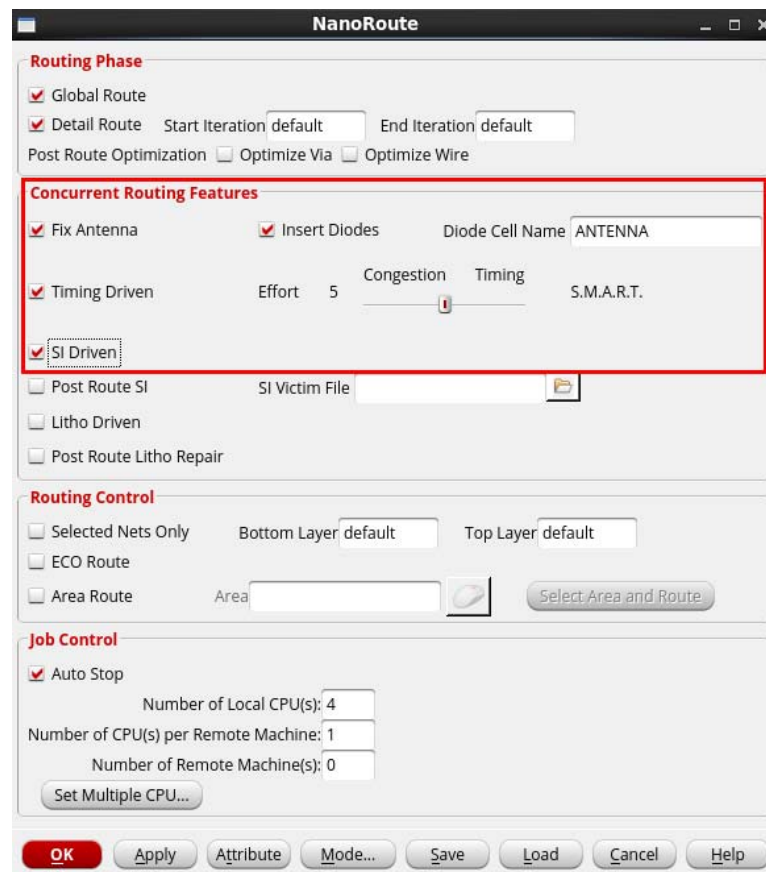 NanoRoute
Routing Phase
Global Route
Detail Route Start Iteration default End Iteration default
Post Route Optimization Optimize Via Optimize Wire
Concurrent Routing Features
Fix Antenna Insert Diodes Diode Cell Name ANTENNA
Congestion Timing
Timing Driven Effort 5 S.M.A.R.T.
SI Driven
Post Route SI SI Victim File
Litho Driven
Post Route Litho Repair
Routing Control
Selected Nets Only Bottom Layer default Top Layer default
ECO Route
Area Route Area Select Area and Route
Job Control
Auto Stop
Number of Local CPU(s): 4
Number of CPU(s) per Remote Machine: 1
Number of Remote Machine(s): 0
Set Multiple CPU...
OK Apply Attribute Mode... Save Load Cancel Help